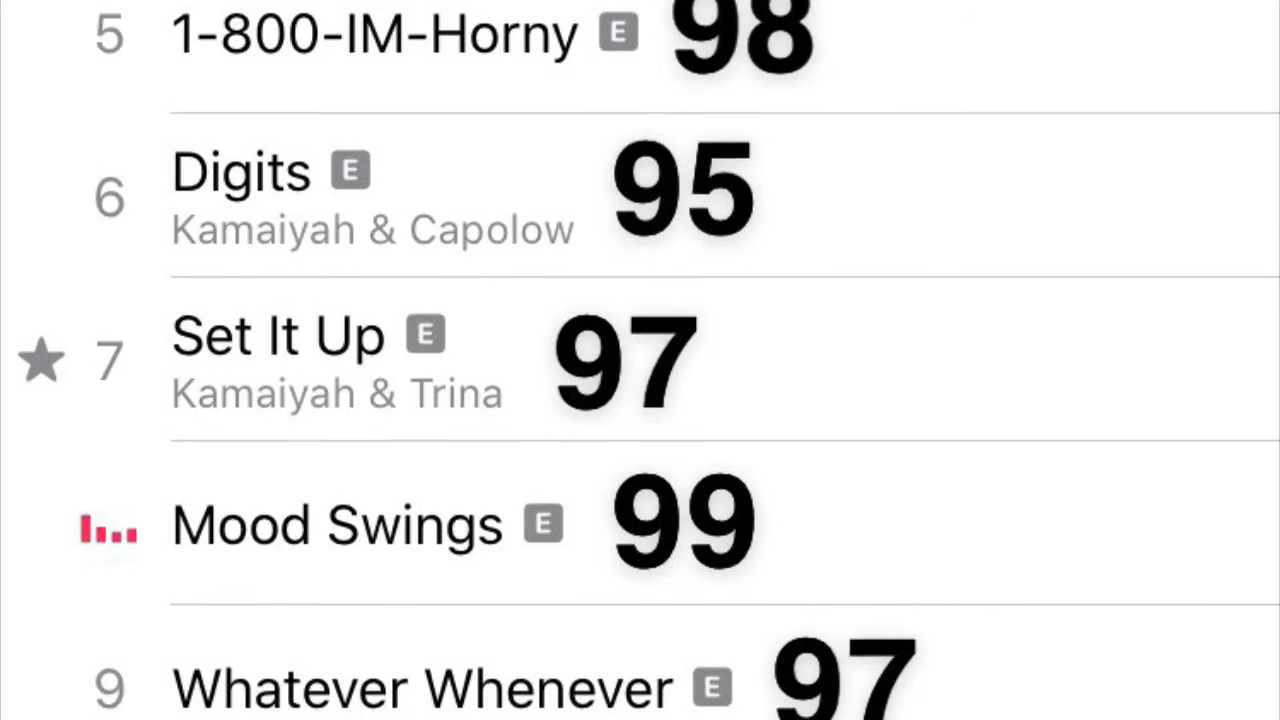 5 1-800-IM-Horny E 98
Digits E
6 95
Kamaiyah & Capolow
Set It Up E
7 97
Kamaiyah & Trina
Mood Swings E 99
9 Whatever Whenever E 97